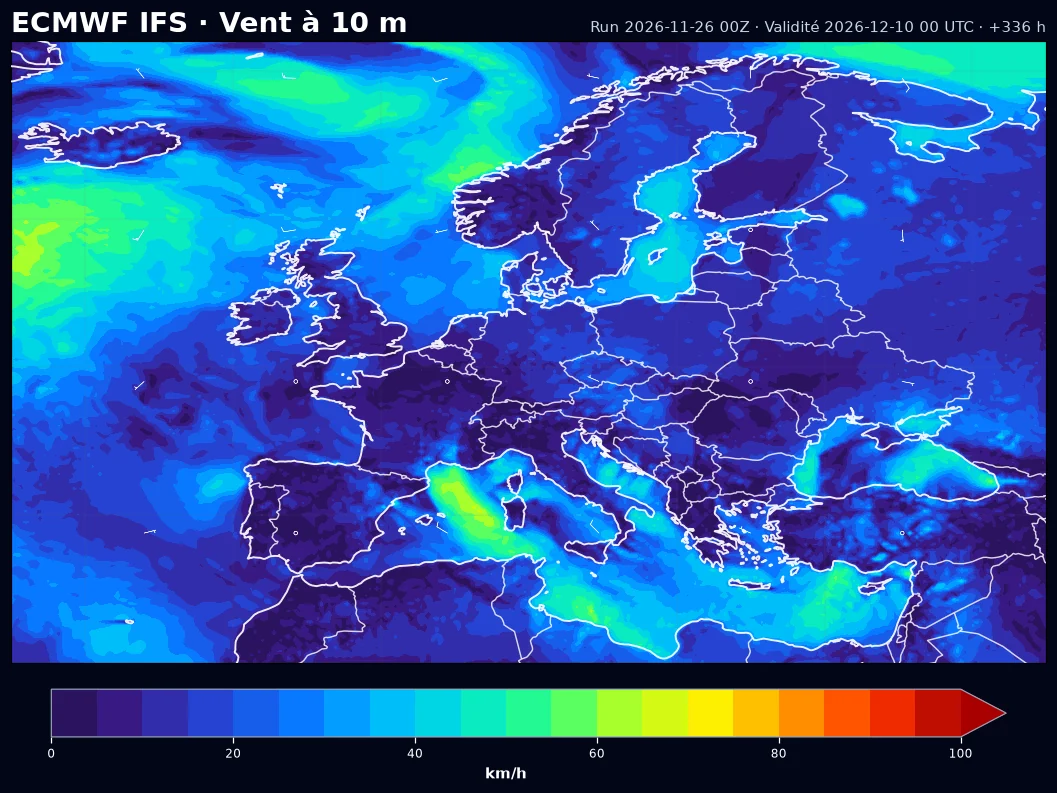 ECMWF IFS · Vent à 10 m
Run 2026-11-26 00Z · Validité 2026-12-10 00 UTC · +336 h
0 20 40 60 80 100
km/h